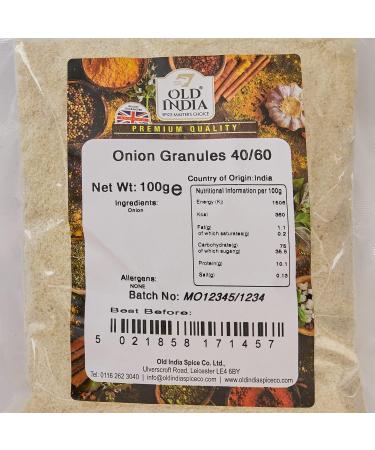 OLD
INDIA
SPICE MASTER'S CHOICE
PREMIUM QUALITY
Onion Granules 40/60
Country of Origin:India
Net Wt: 100g e
Nutritional Information per 100g
Ingredients:
Onion
Energy (Kj) 1506
Kcal 360
Fat(g) 1.1
of which saturates(g) 0.2
Carbohydrate(g) 75
of which sugar(g) 36.6
Protein(g) 10.1
Salt(g) 0.13
Allergens:
NONE
Batch No: MO12345/1234
Best Before:
5 021858 171457
Old India Spice Co. Ltd.,
Ulverscroft Road, Leicester LE4 6BY
Tel: 0116 262 3040 | info@oldindiaspiceco.com | www.oldindiaspiceco.com